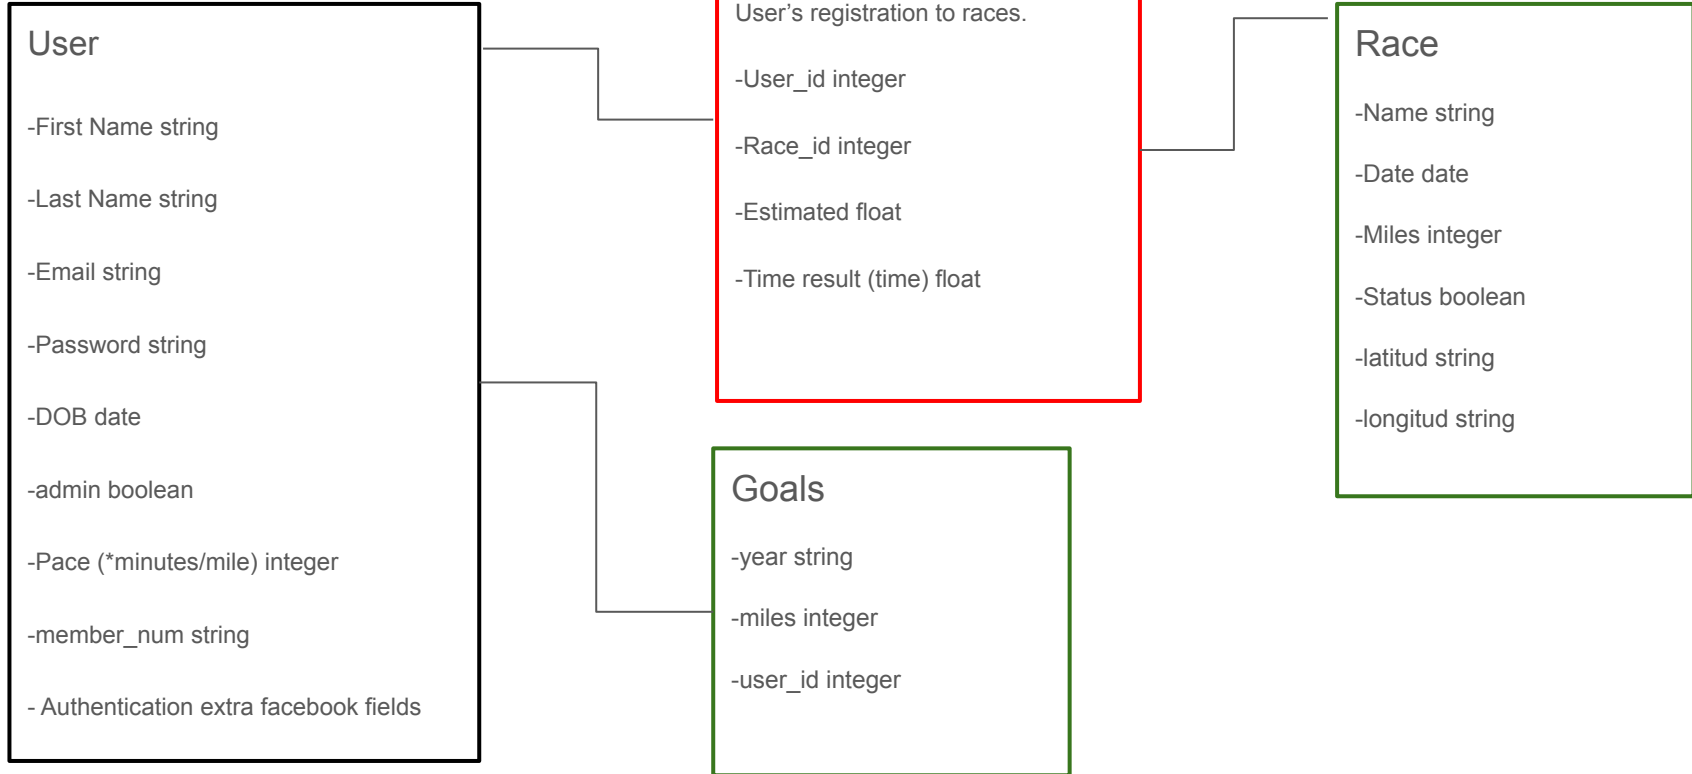 User
-First Name string
-Last Name string
-Email string
-Password string
-DOB date
-admin boolean
-Pace (*minutes/mile) integer
-member_num string
- Authentication extra facebook fields
User’s registration to races.
-User_id integer
-Race_id integer
-Estimated float
-Time result (time) float
Goals
-year string
-miles integer
-user_id integer
Race
-Name string
-Date date
-Miles integer
-Status boolean
-latitud string
-longitud string